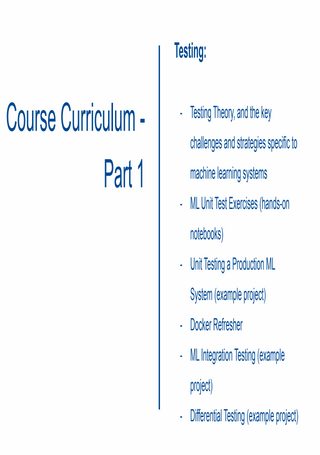 Course Curriculum -
Part 1
Testing:
- Testing Theory, and the key
challenges and strategies specific to
machine learning systems
- ML Unit Test Exercises (hands-on
notebooks)
- Unit Testing a Production ML
System (example project)
- Docker Refresher
- ML Integration Testing (example
project)
- Differential Testing (example project)